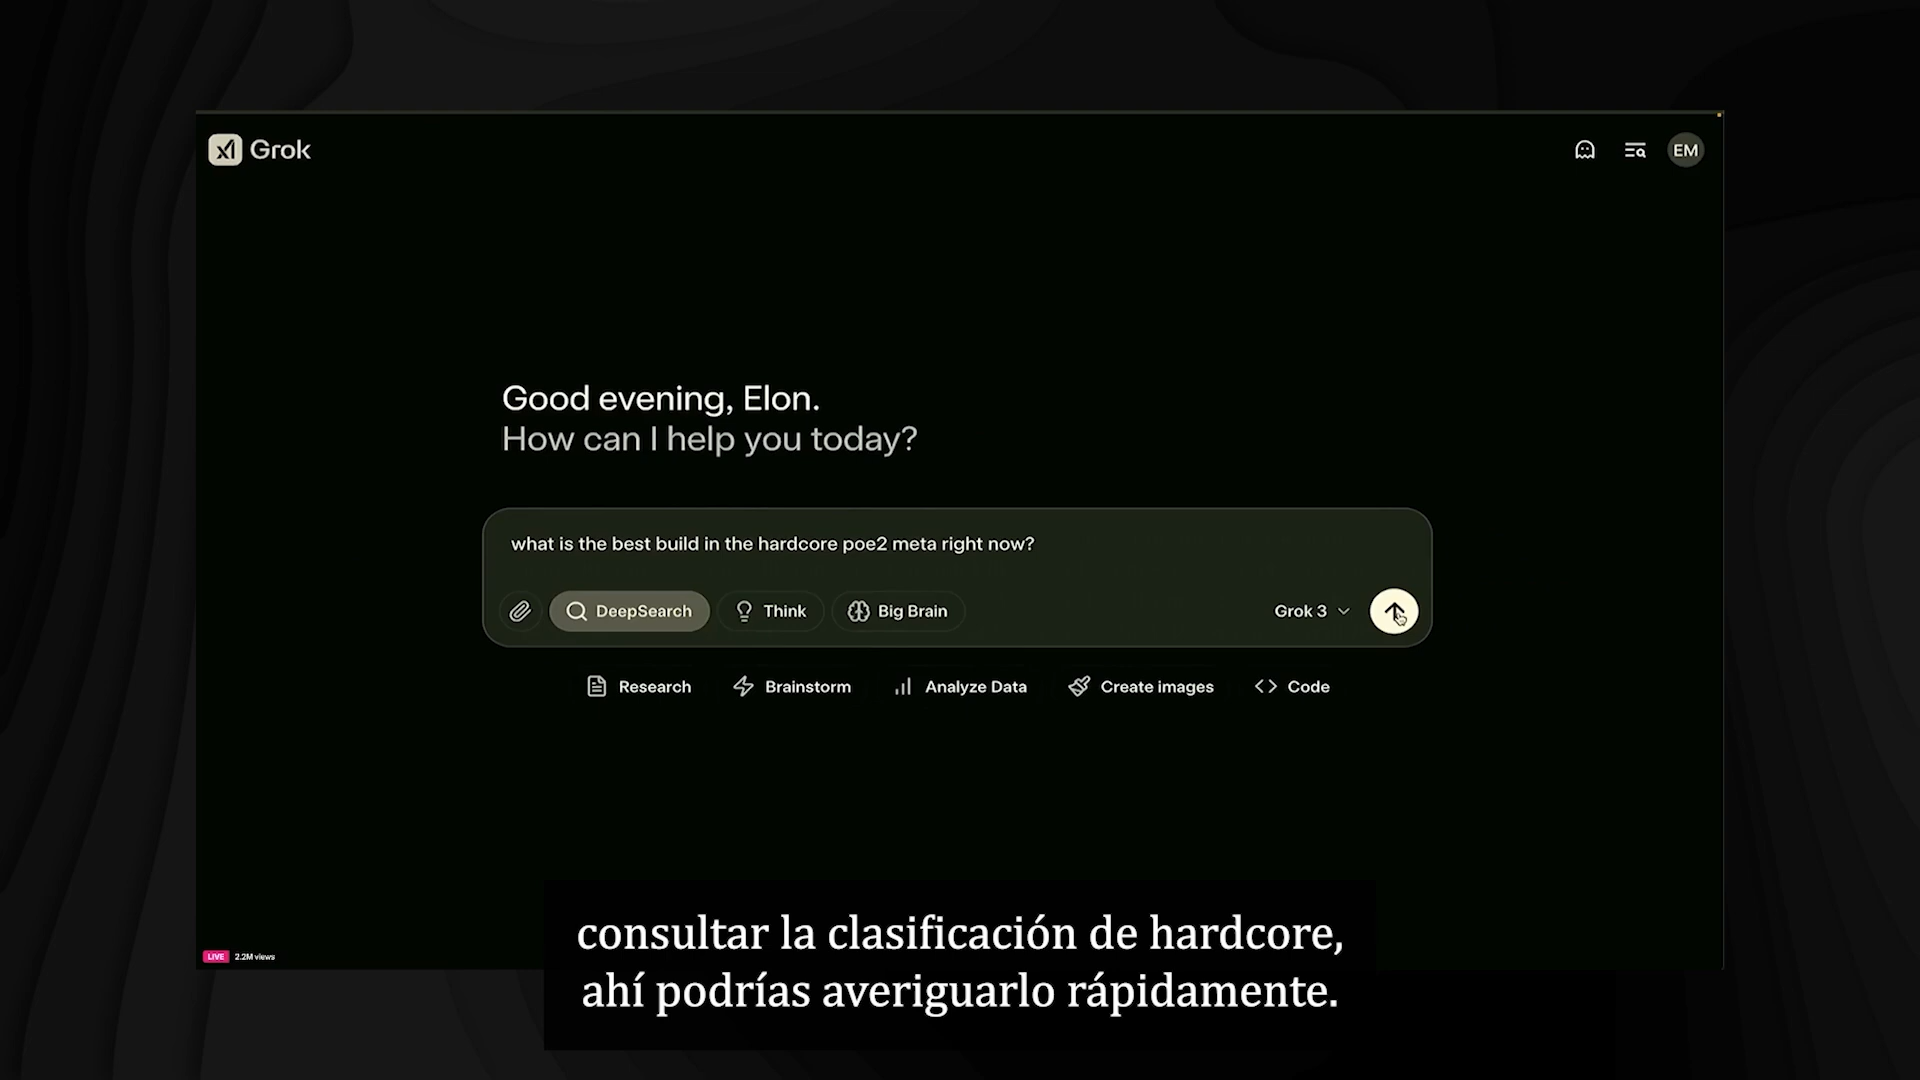 Grok
EM
Good evening, Elon.
How can I help you today?
what is the best build in the hardcore poe2 meta right now?
DeepSearch
Think
Big Brain
Grok 3
Research
Brainstorm
Analyze Data
Create images
Code
LIVE 2.2M views
consultar la clasificación de hardcore,
ahí podrías averiguarlo rápidamente.